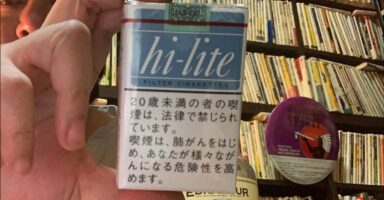 hi-lite
FILTER CIGARETTES
20歳未満の者の喫
煙は、法律で禁じられ
ています。
喫煙は、肺がんをはじ
め、あなたが様々なが
んになる危険性を高
めます。